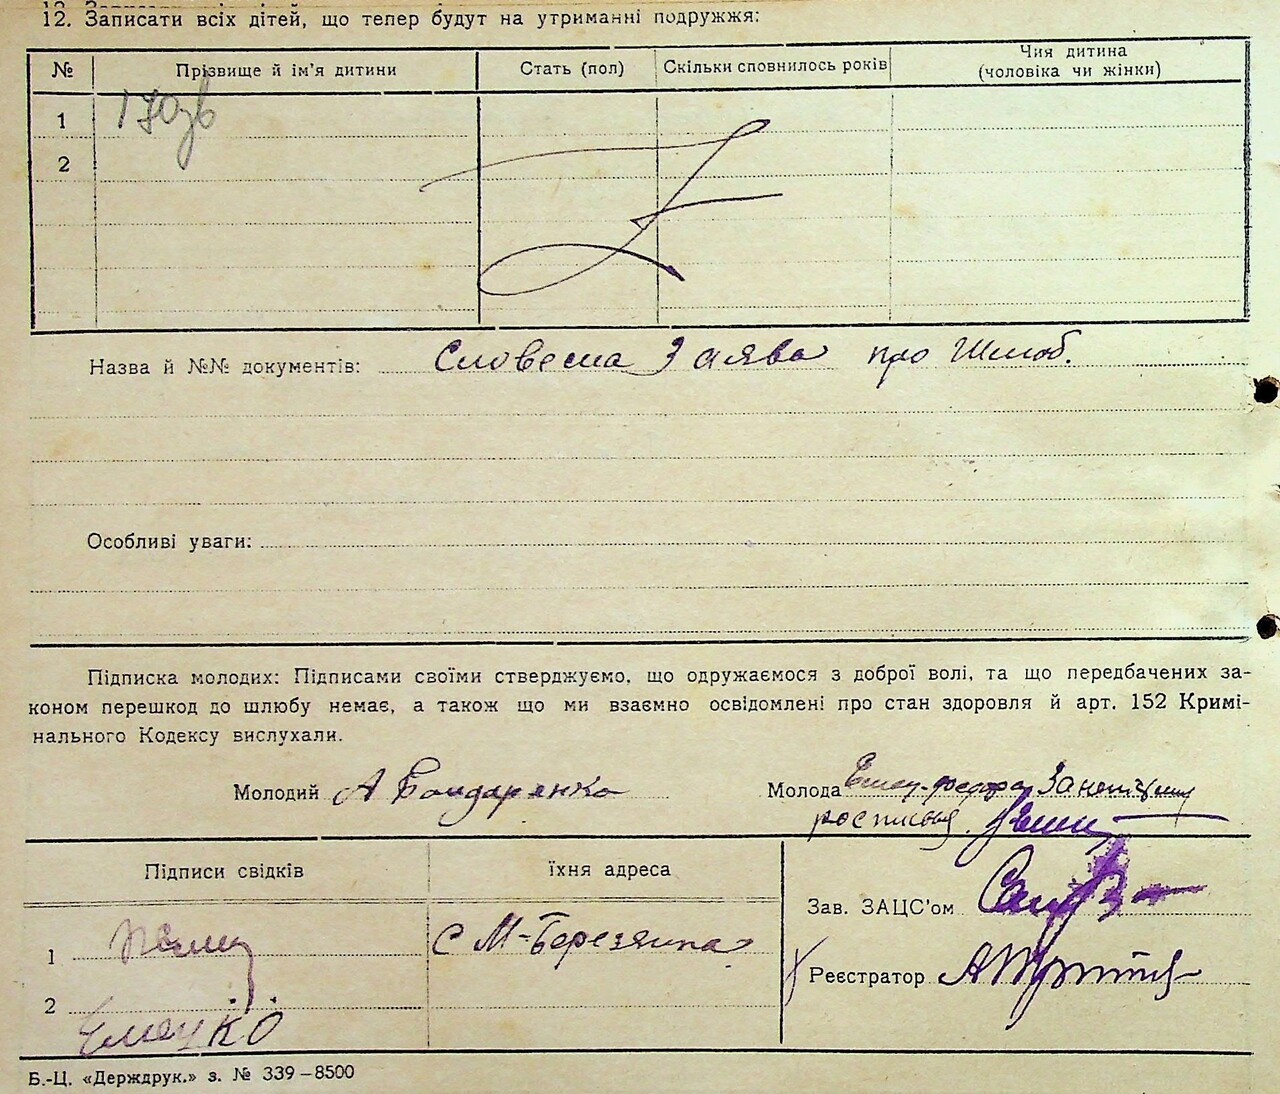 12. Записати всіх дітей, що тепер будут на утриманні подружжя:
№ Прізвище й ім'я дитини Стать (пол) Скільки сповнилось років Чия дитина (чоловіка чи жінки)
1
2
Назва й №№ документів: Словесна Заява про Шлюб.
Особливі уваги:
Підписка молодих: Підписами своїми стверджуємо, що одружаємося з доброї волі, та що передбачених за-
коном перешкод до шлюбу немає, а також що ми взаємно освідомлені про стан здоровля й арт. 152 Кримі-
нального Кодексу вислухали.
Молодий А Бондаренко Молода
Підписи свідків їхня адреса
Зав. ЗАЦС'ом
1 с М-Березянка
Реєстратор
2
Б.-Ц. «Держдрук.» з. № 339–8500